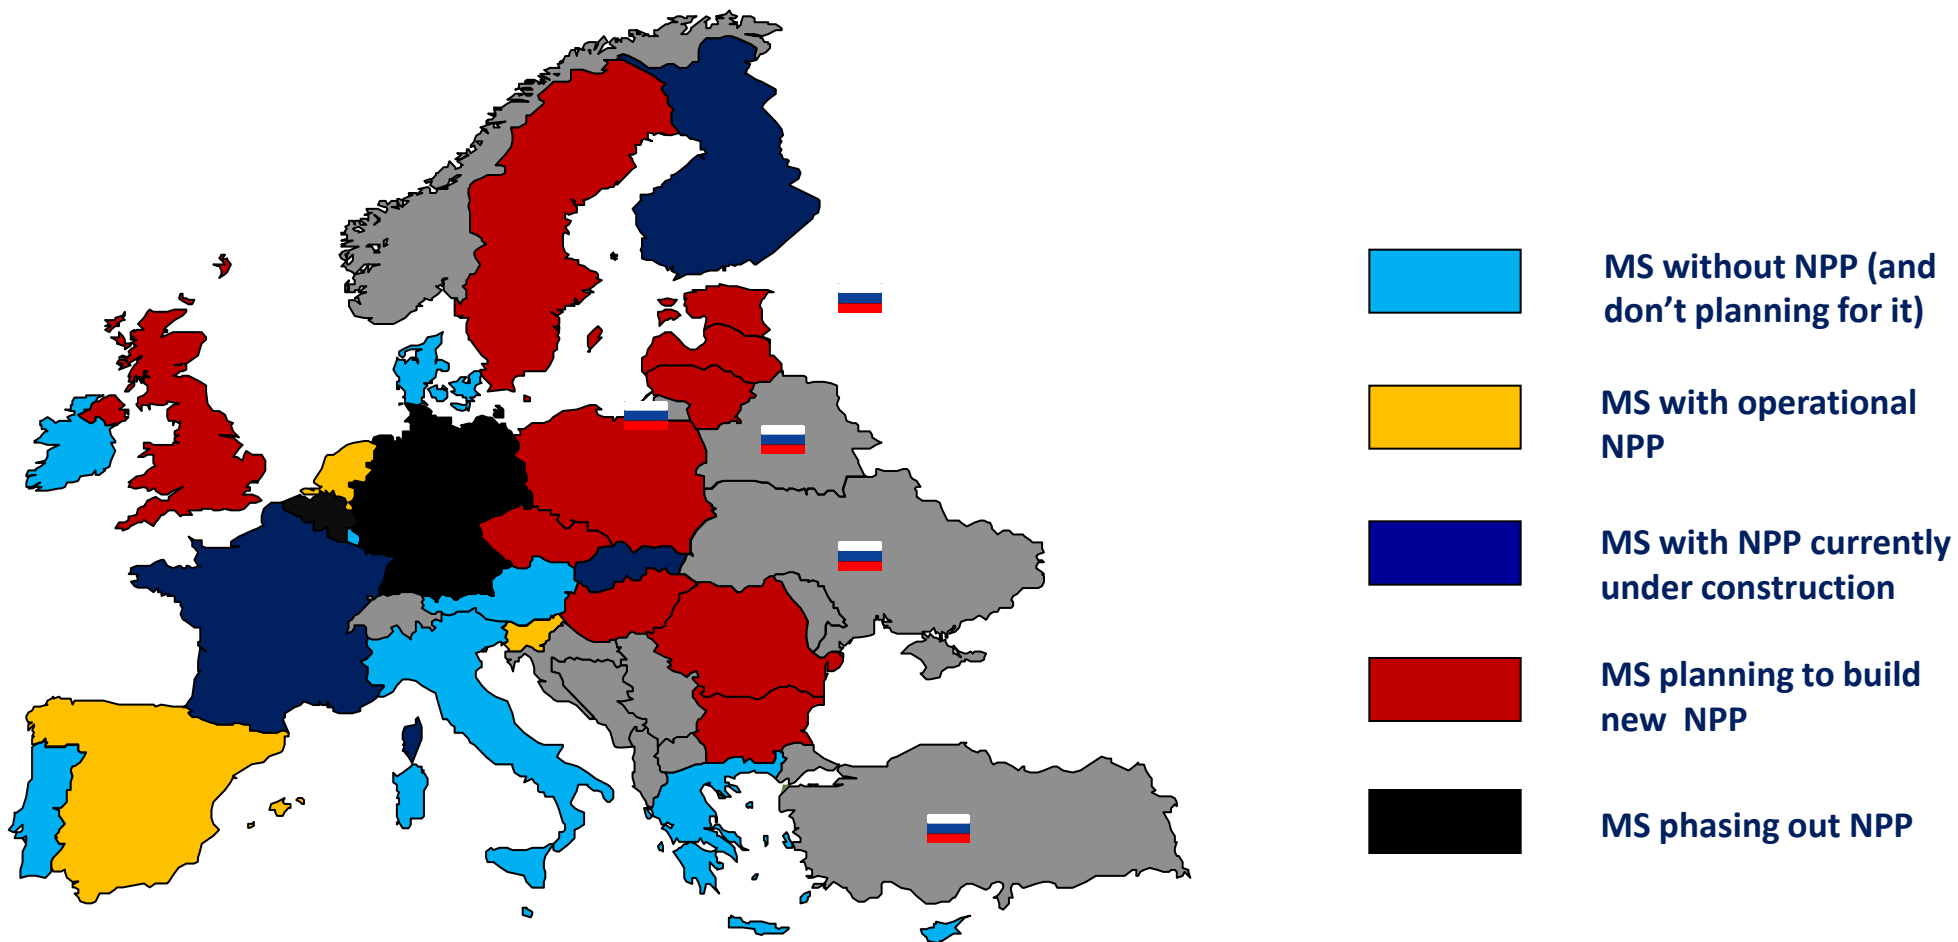 MS without NPP (and
don’t planning for it)
MS with operational
NPP
MS with NPP currently
under construction
MS planning to build
new NPP
MS phasing out NPP